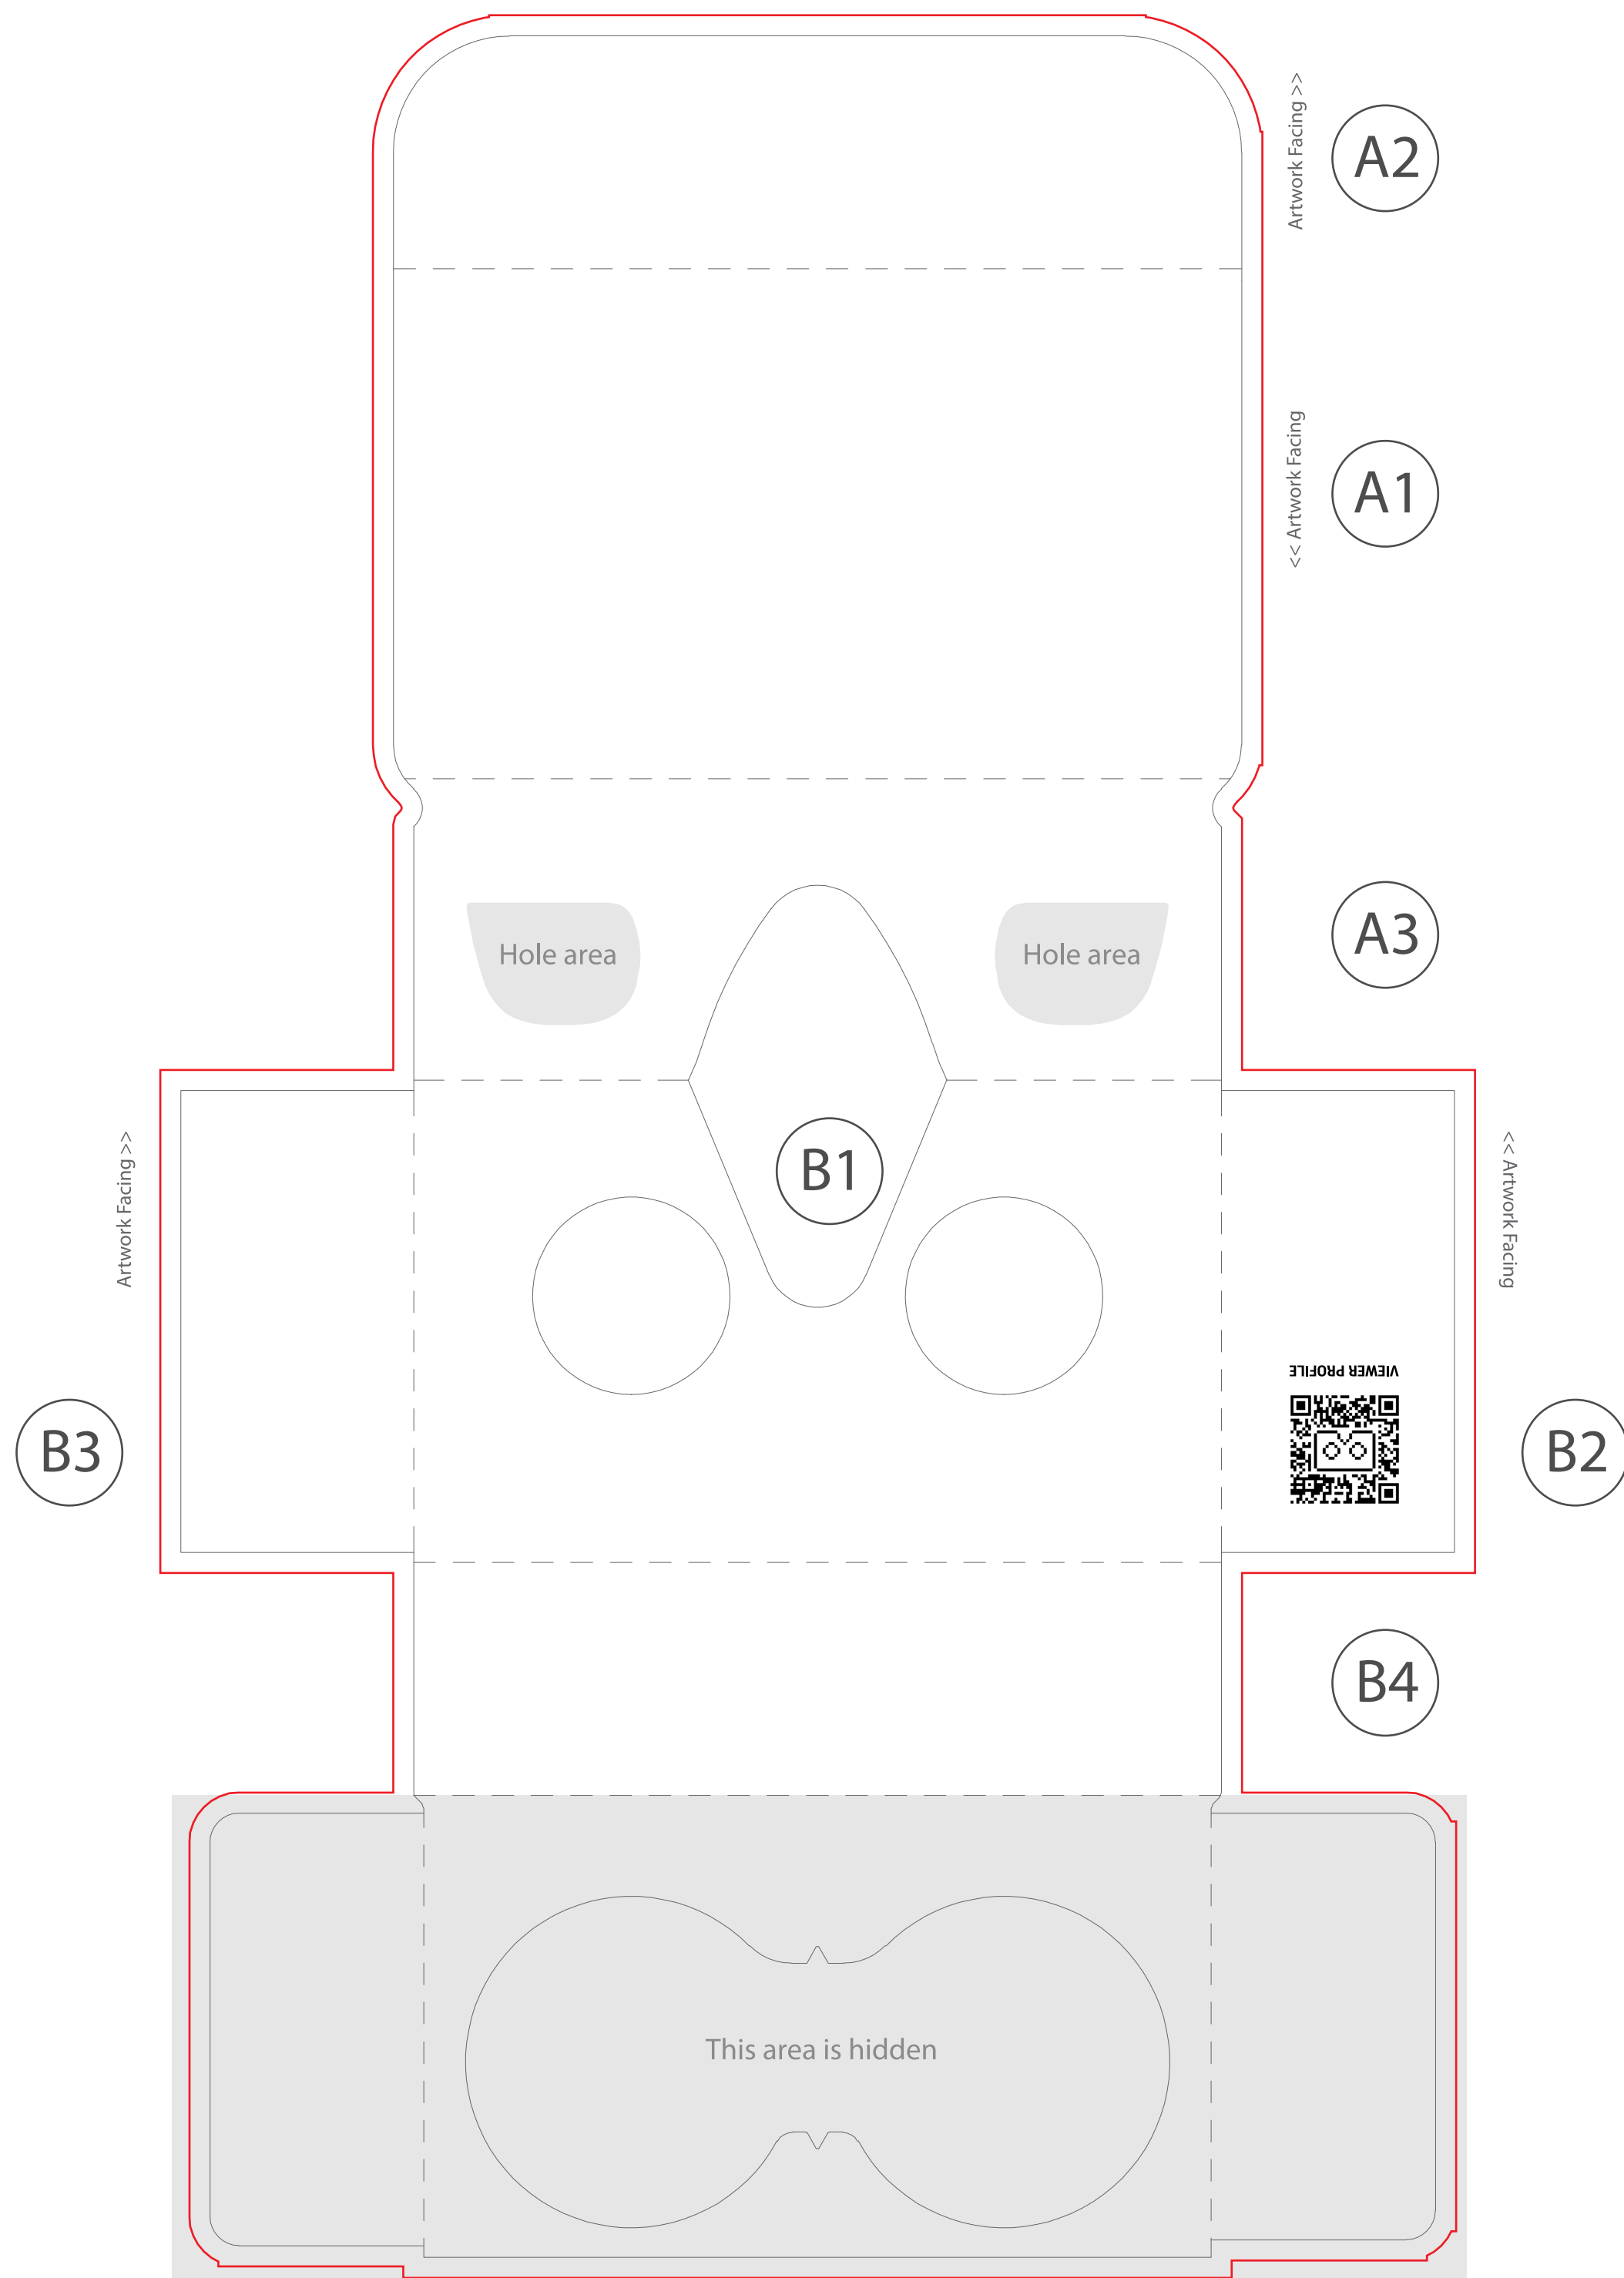 Artwork Facing >>
A2
<< Artwork Facing
A1
Hole area
Hole area
A3
Artwork Facing >>
B1
<< Artwork Facing
VIEWER PROFILE
B3
B2
B4
This area is hidden